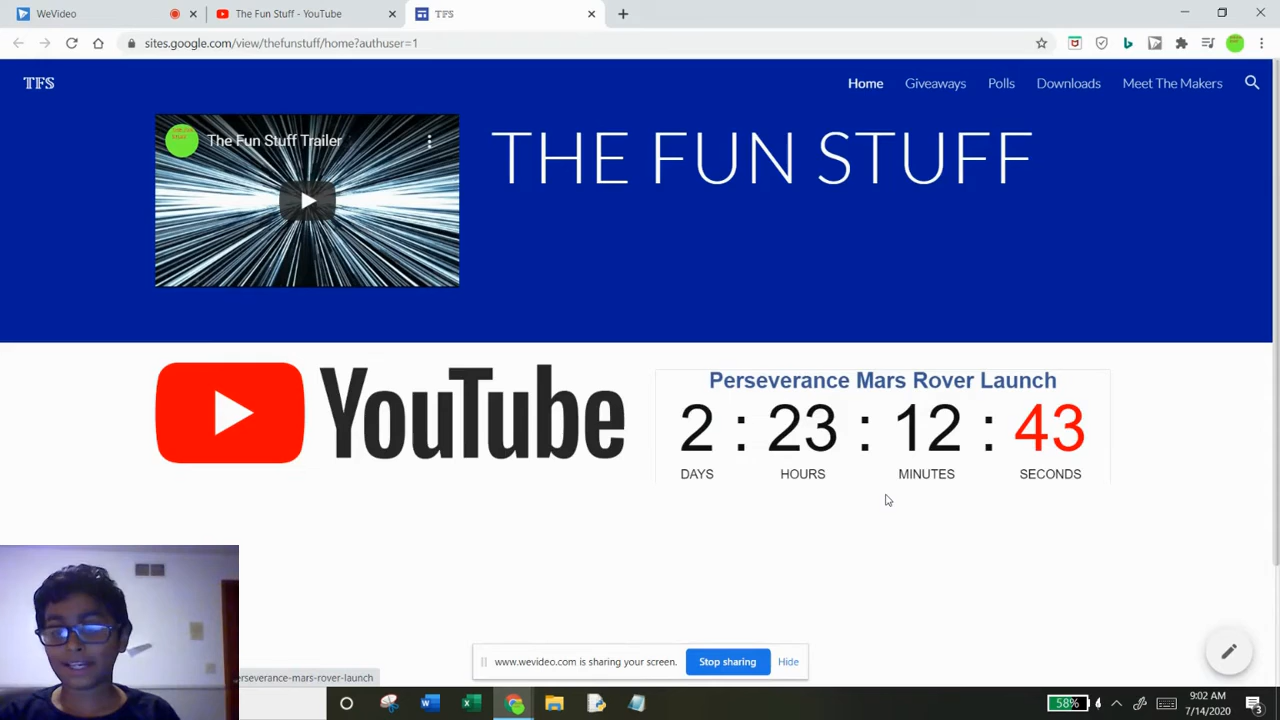 WeVideo
The Fun Stuff - YouTube
TFS
sites.google.com/view/thefunstuff/home?authuser=1
TFS
Home
Giveaways
Polls
Downloads
Meet The Makers
The Fun Stuff Trailer
THE FUN STUFF
YouTube
Perseverance Mars Rover Launch
2 : 23 : 12 : 43
DAYS HOURS MINUTES SECONDS
www.wevideo.com is sharing your screen.
Stop sharing
Hide
erseverance-mars-rover-launch
58%
9:02 AM
7/14/2020
3